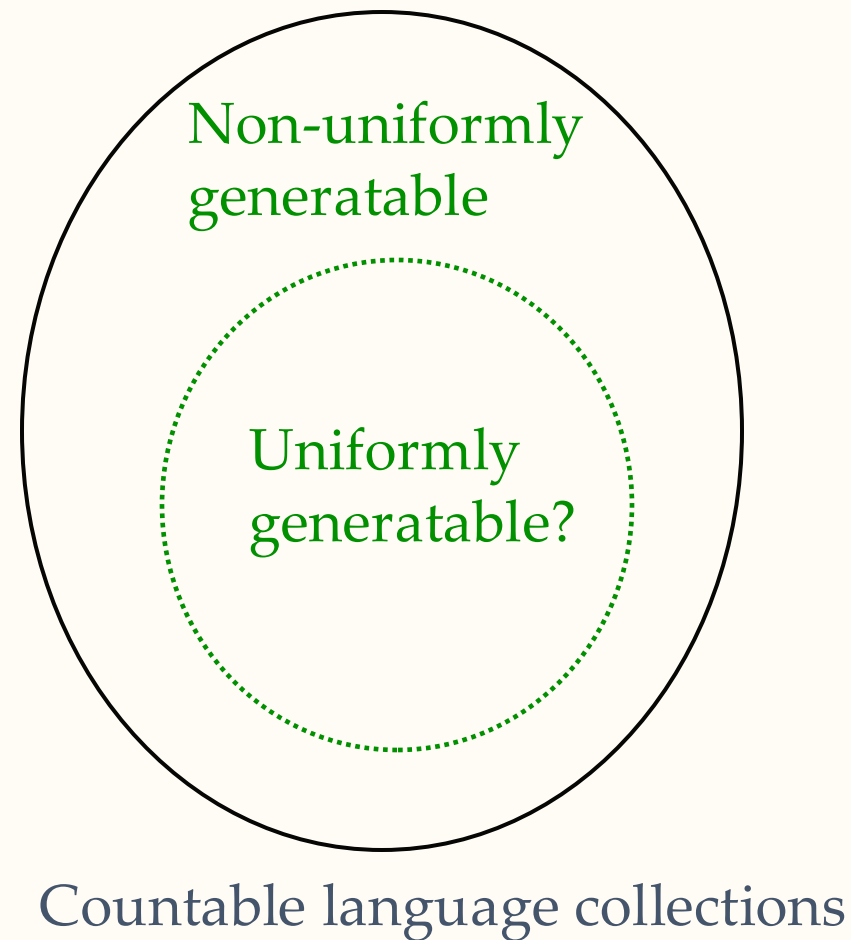 Non-uniformly
generatable
Uniformly
generatable?
Countable language collections